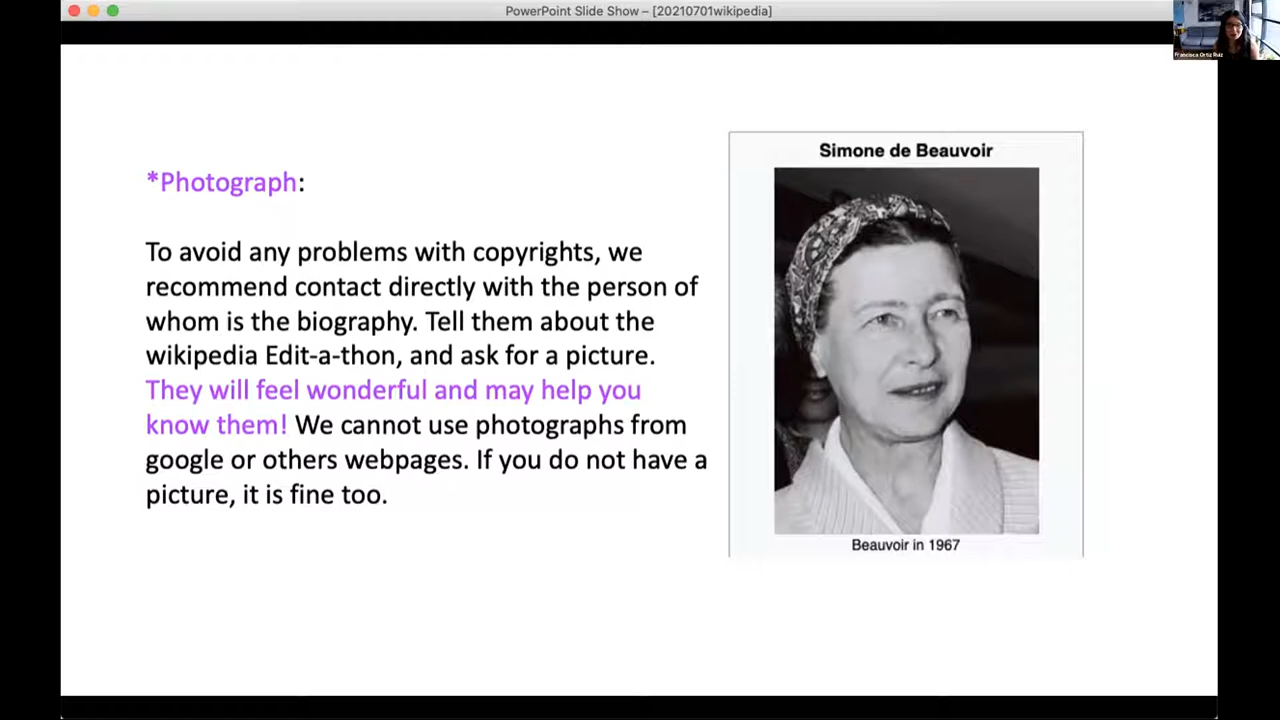 PowerPoint Slide Show – [20210701wikipedia]
Francisca Ortiz Ruiz
*Photograph:
To avoid any problems with copyrights, we
recommend contact directly with the person of
whom is the biography. Tell them about the
wikipedia Edit-a-thon, and ask for a picture.
They will feel wonderful and may help you
know them! We cannot use photographs from
google or others webpages. If you do not have a
picture, it is fine too.
Simone de Beauvoir
Beauvoir in 1967